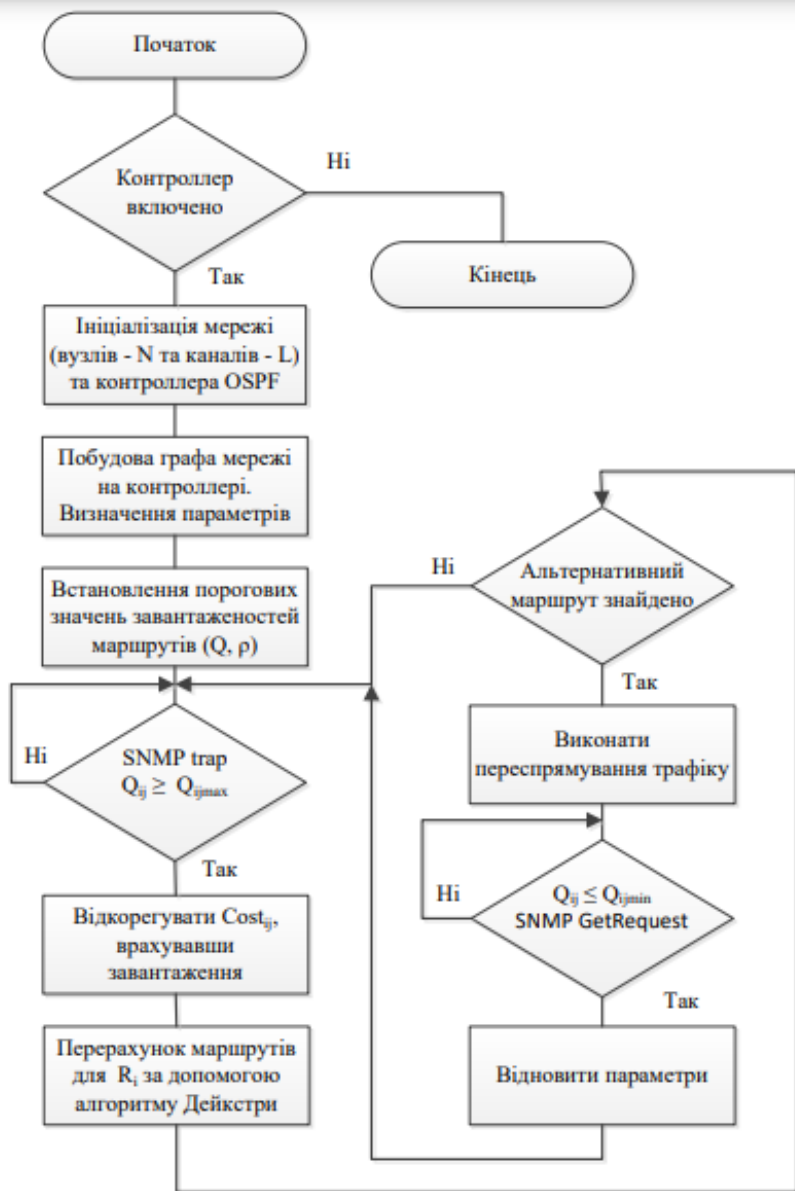 Початок
Контроллер
включено
Ні
Кінець
Так
Ініціалізація мережі
(вузлів - N та каналів - L)
та контроллера OSPF
Побудова графа мережі
на контроллері.
Визначення параметрів
Встановлення порогових
значень завантаженостей
маршрутів (Q, ρ)
Ні
SNMP trap
Qij ≥ Qijmax
Так
Відкорегувати Costij,
врахувавши
завантаження
Перерахунок маршрутів
для Ri за допомогою
алгоритму Дейкстри
Ні
Альтернативний
маршрут знайдено
Так
Виконати
переспрямування трафіку
Ні
Qij ≤ Qijmin
SNMP GetRequest
Так
Відновити параметри